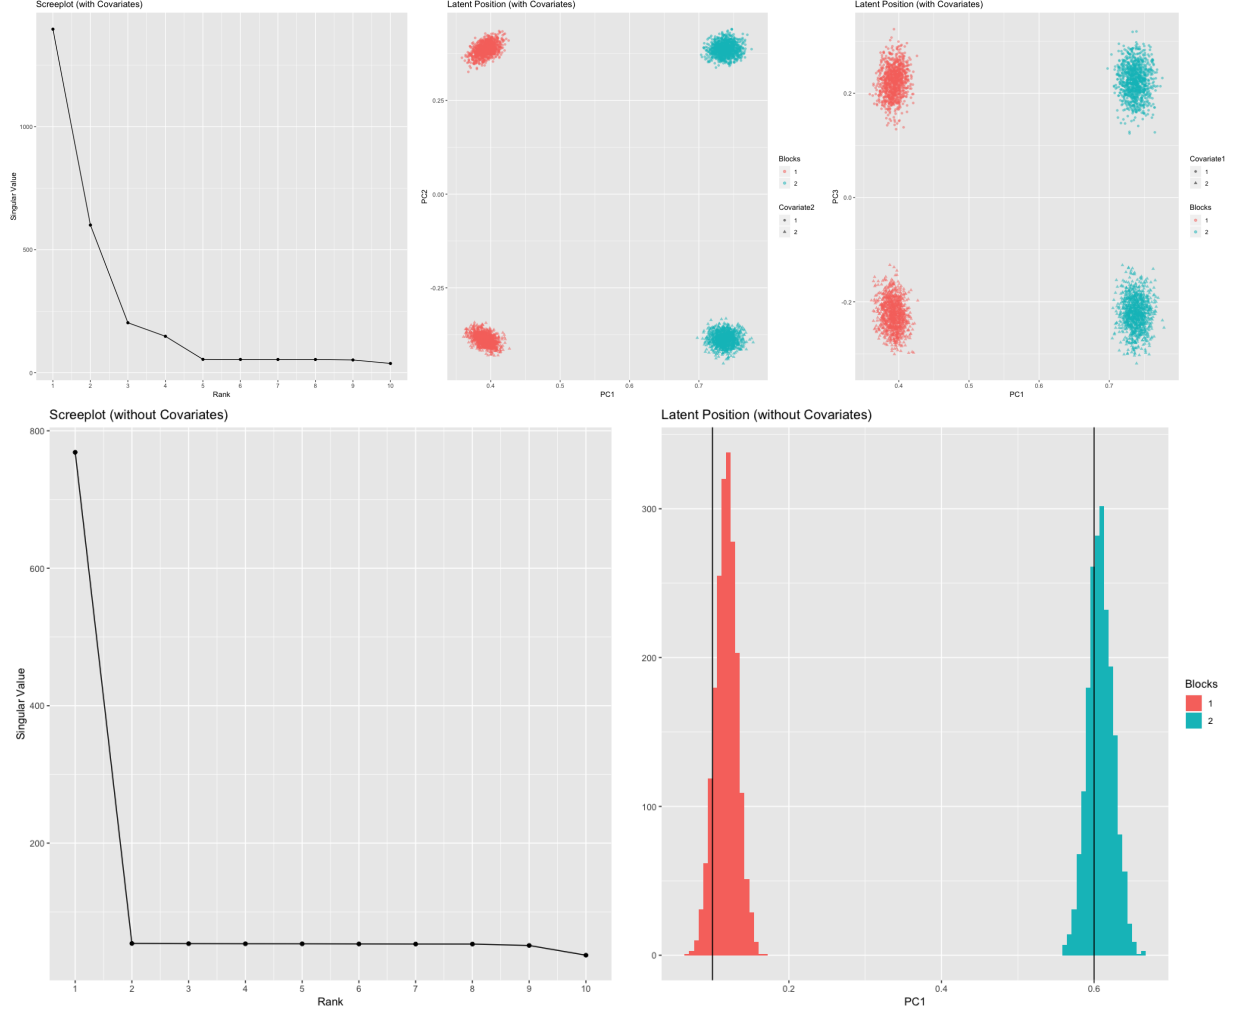 Screeplot (with Covariates)
1000
500
0
Singular Value
1 2 3 4 5 6 7 8 9 10
Rank
Latent Position (with Covariates)
0.25
0.00
-0.25
PC2
0.4 0.5 0.6 0.7
PC1
Blocks
1
2
Covariate2
1
2
Latent Position (with Covariates)
0.2
0.0
-0.2
PC3
0.4 0.5 0.6 0.7
PC1
Covariate1
1
2
Blocks
1
2
Screeplot (without Covariates)
800
600
400
200
Singular Value
1 2 3 4 5 6 7 8 9 10
Rank
Latent Position (without Covariates)
300
200
100
0
0.2 0.4 0.6
PC1
Blocks
1
2